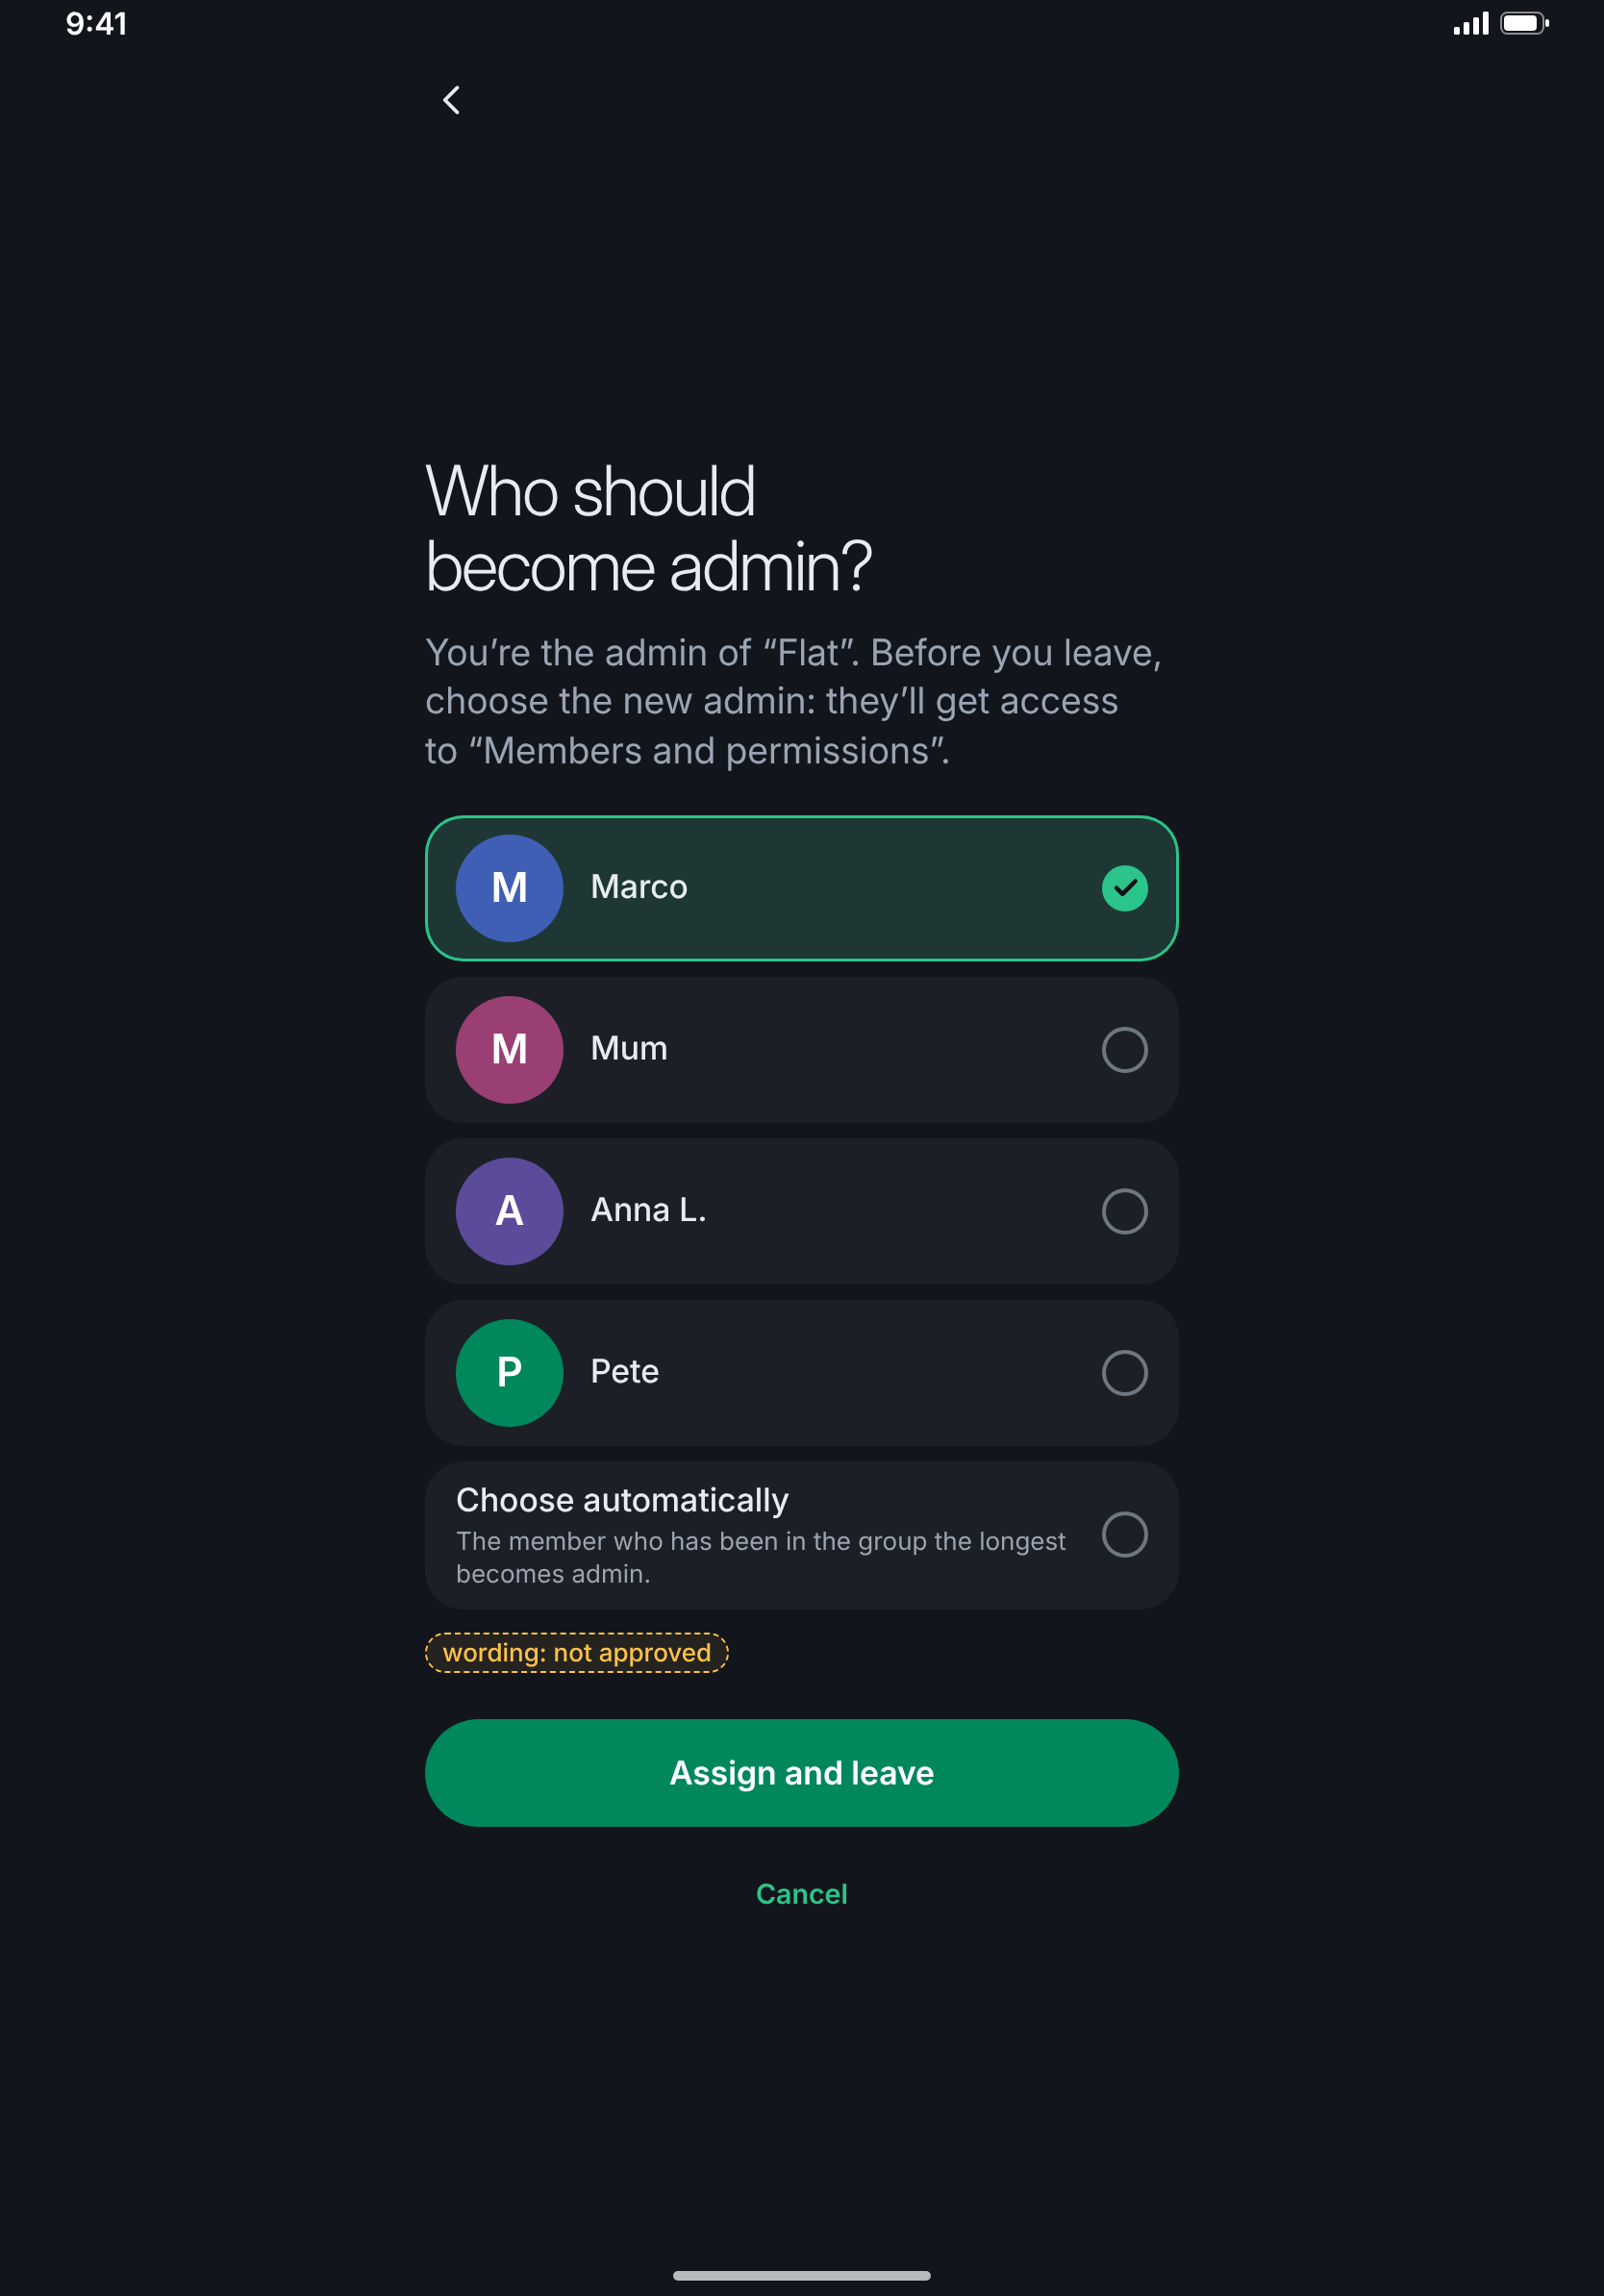 9:41
Who should
become admin?
You’re the admin of “Flat”. Before you leave,
choose the new admin: they’ll get access
to “Members and permissions”.
M
Marco
M
Mum
A
Anna L.
P
Pete
Choose automatically
The member who has been in the group the longest
becomes admin.
wording: not approved
Assign and leave
Cancel